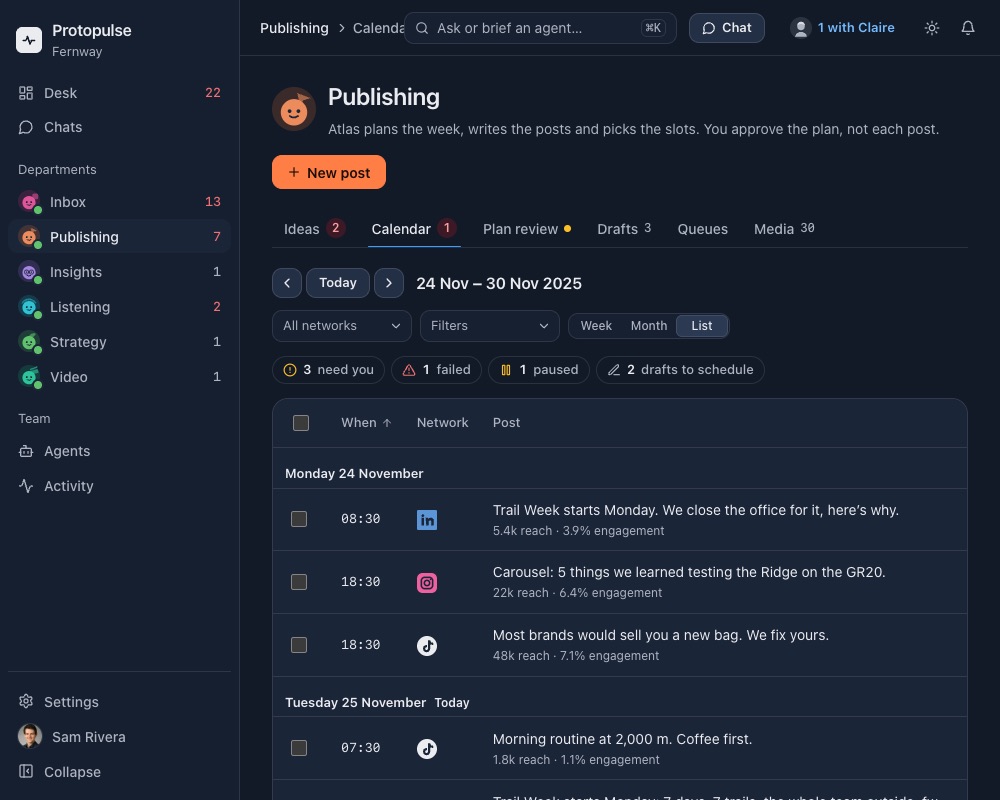 Protopulse
Fernway
Desk 22
Chats
Departments
Inbox 13
Publishing 7
Insights 1
Listening 2
Strategy 1
Video 1
Team
Agents
Activity
Settings
Sam Rivera
Collapse
Publishing > Calenda
Ask or brief an agent… ⌘K
Chat
1 with Claire
Publishing
Atlas plans the week, writes the posts and picks the slots. You approve the plan, not each post.
+ New post
Ideas 2 Calendar 1 Plan review Drafts 3 Queues Media 30
Today 24 Nov – 30 Nov 2025
All networks Filters Week Month List
3 need you 1 failed 1 paused 2 drafts to schedule
When ↑ Network Post
Monday 24 November
08:30 in Trail Week starts Monday. We close the office for it, here’s why.
5.4k reach · 3.9% engagement
18:30 Carousel: 5 things we learned testing the Ridge on the GR20.
22k reach · 6.4% engagement
18:30 Most brands would sell you a new bag. We fix yours.
48k reach · 7.1% engagement
Tuesday 25 November Today
07:30 Morning routine at 2,000 m. Coffee first.
1.8k reach · 1.1% engagement